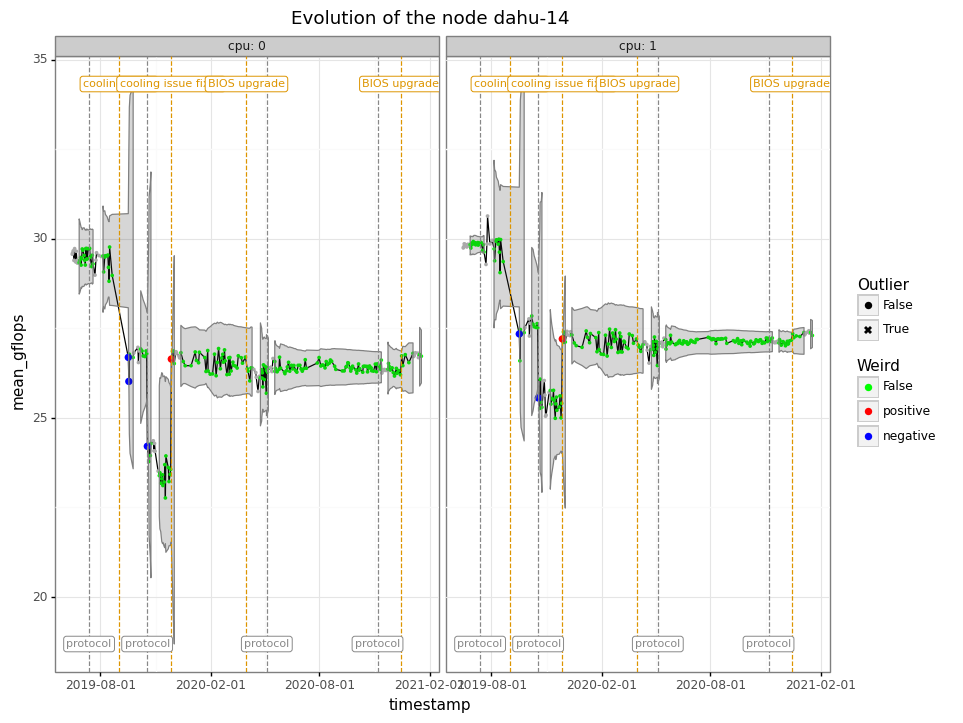 Evolution of the node dahu-14
cpu: 0
cpu: 1
35
30
25
20
mean_gflops
cooling issue fi
BIOS upgrade
BIOS upgrade
cooling issue fi
BIOS upgrade
BIOS upgrade
protocol
protocol
protocol
protocol
protocol
protocol
protocol
protocol
2019-08-01
2020-02-01
2020-08-01
2021-02-01
2019-08-01
2020-02-01
2020-08-01
2021-02-01
timestamp
Outlier
False
True
Weird
False
positive
negative